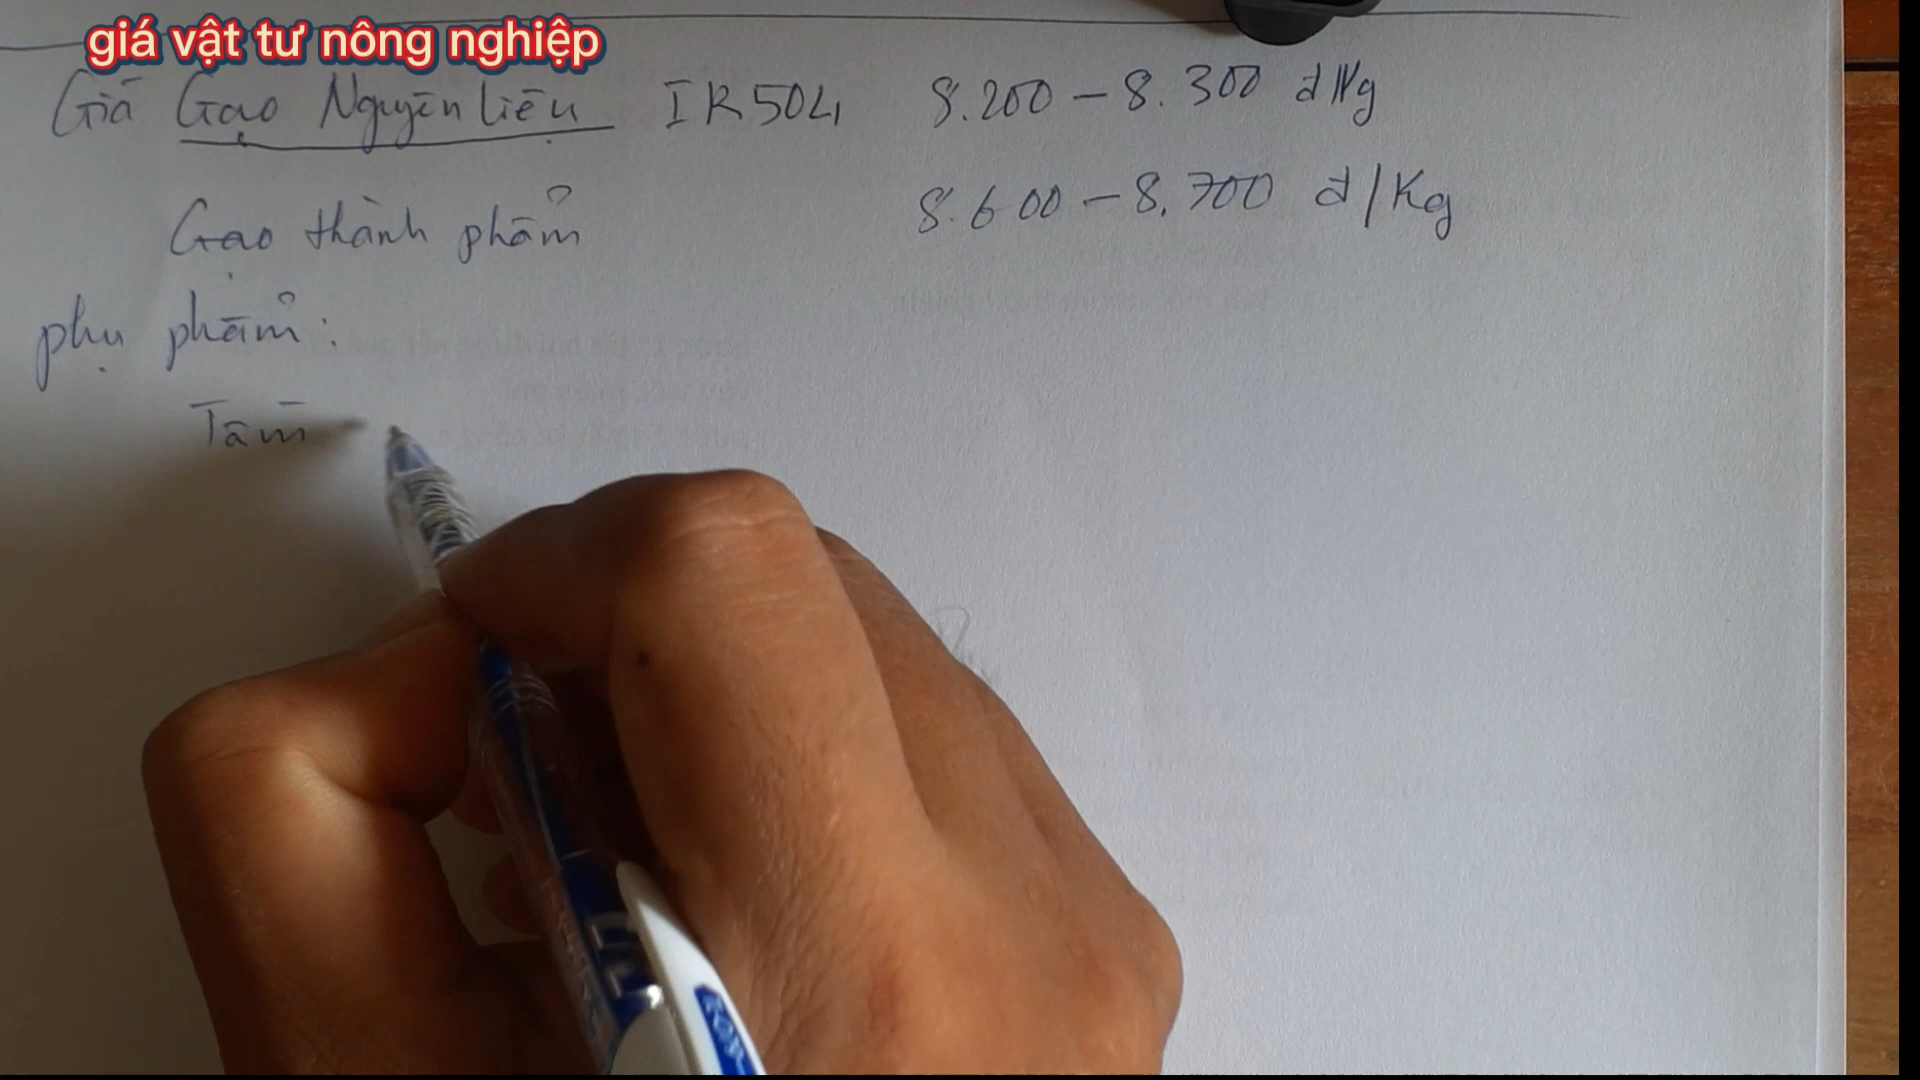 giá vật tư nông nghiệp
Giá Gạo Nguyên liệu IR504 8.200 - 8.300 đ/Kg
Gạo thành phẩm 8.600 - 8.700 đ/Kg
phụ phẩm:
Tấm -